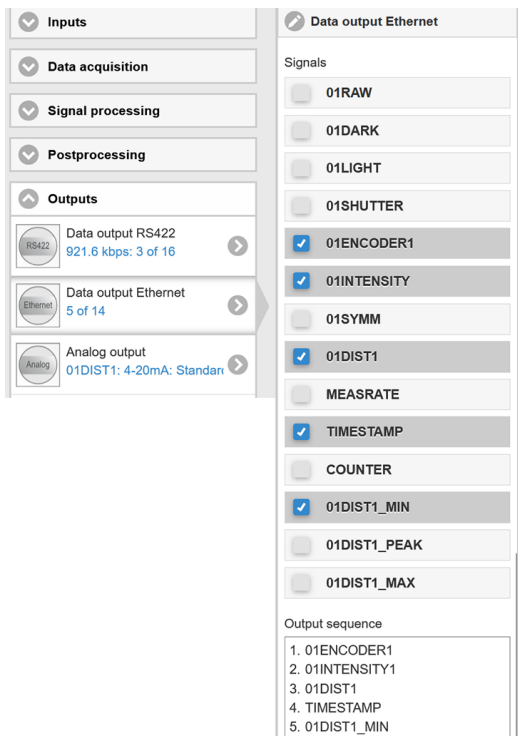 Inputs
Data acquisition
Signal processing
Postprocessing
Outputs
RS422
Data output RS422
921.6 kbps: 3 of 16
Ethernet
Data output Ethernet
5 of 14
Analog
Analog output
01DIST1: 4-20mA: Standar
Data output Ethernet
Signals
01RAW
01DARK
01LIGHT
01SHUTTER
01ENCODER1
01INTENSITY
01SYMM
01DIST1
MEASRATE
TIMESTAMP
COUNTER
01DIST1_MIN
01DIST1_PEAK
01DIST1_MAX
Output sequence
1. 01ENCODER1
2. 01INTENSITY1
3. 01DIST1
4. TIMESTAMP
5. 01DIST1_MIN